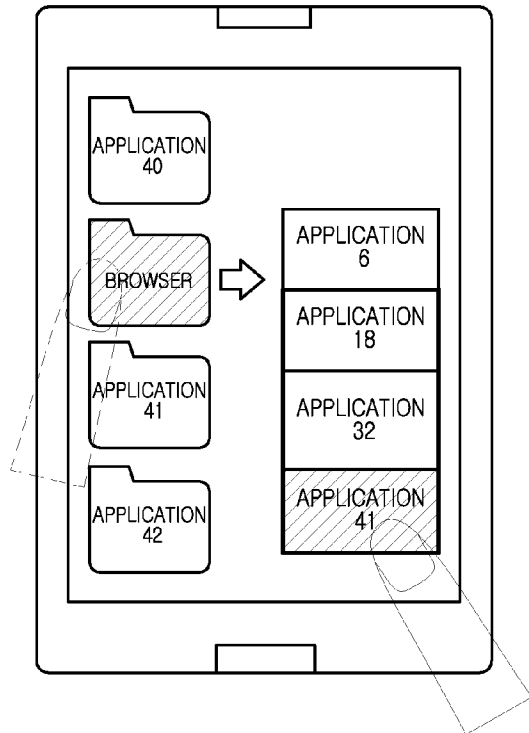 APPLICATION
40
BROWSER
APPLICATION
41
APPLICATION
42
APPLICATION
6
APPLICATION
18
APPLICATION
32
APPLICATION
41